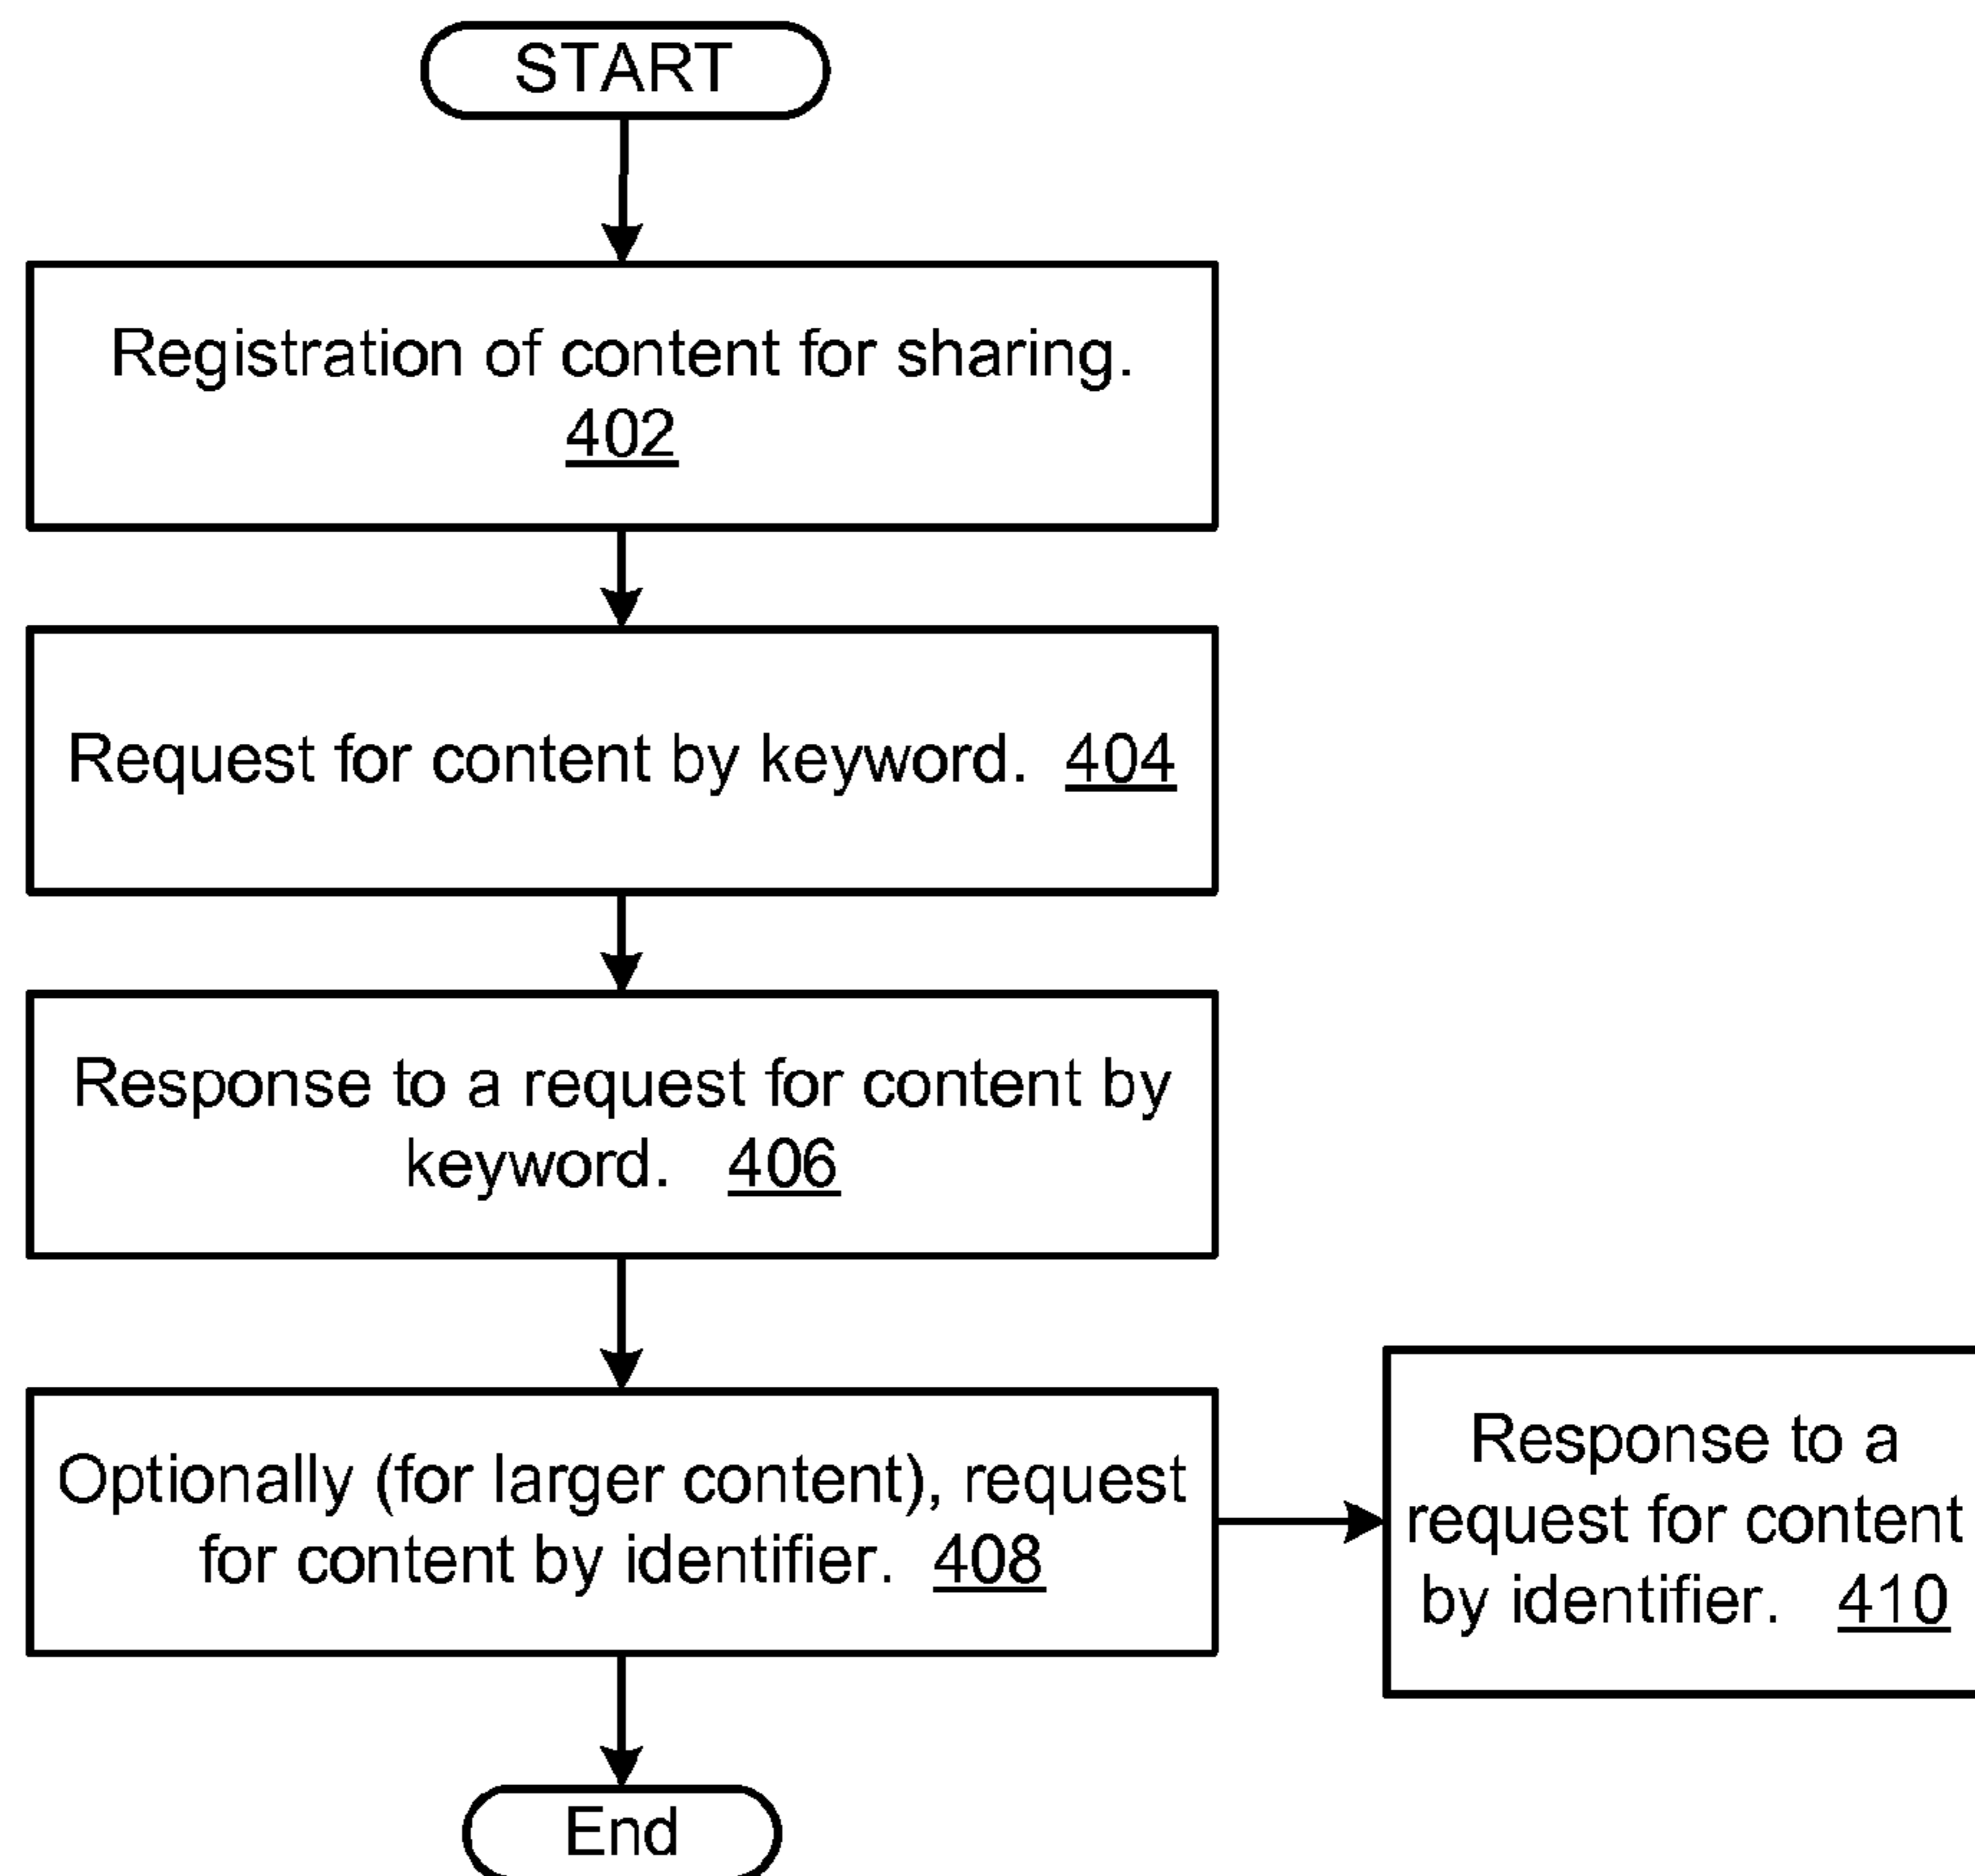 START
Registration of content for sharing.
402
Request for content by keyword. 404
Response to a request for content by
keyword. 406
Optionally (for larger content), request
for content by identifier. 408
Response to a
request for content
by identifier. 410
End